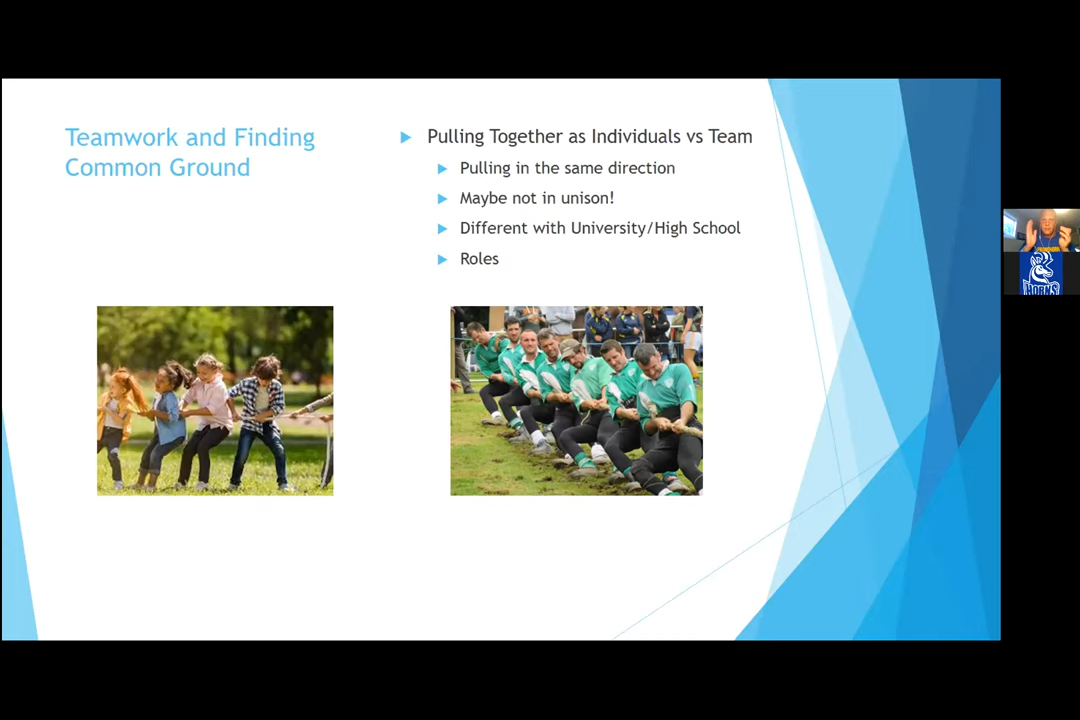 Teamwork and Finding
Common Ground
Pulling Together as Individuals vs Team
Pulling in the same direction
Maybe not in unison!
Different with University/High School
Roles
HORNS